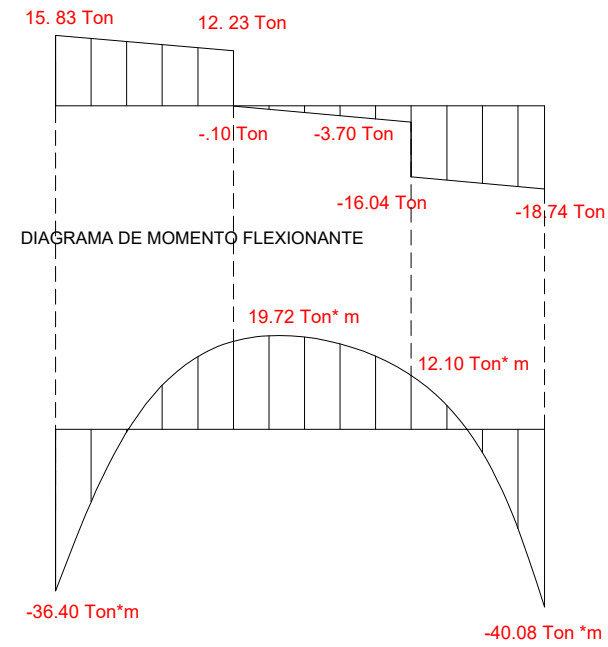 15. 83 Ton
12. 23 Ton
-.10 Ton
-3.70 Ton
-16.04 Ton
-18.74 Ton
DIAGRAMA DE MOMENTO FLEXIONANTE
19.72 Ton* m
12.10 Ton* m
-36.40 Ton*m
-40.08 Ton *m